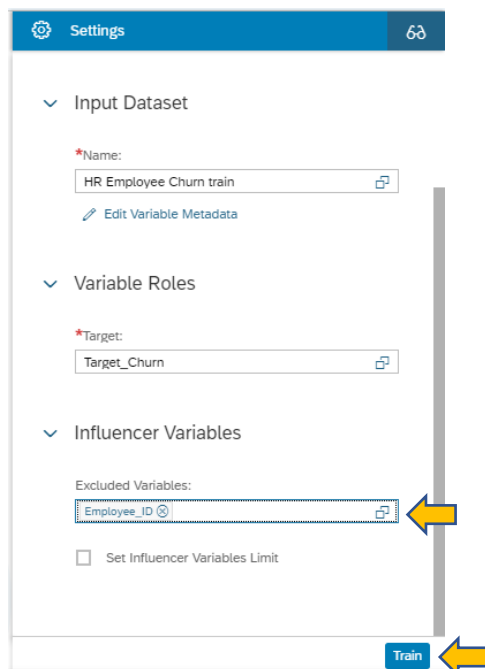 Settings
Input Dataset
*Name:
HR Employee Churn train
Edit Variable Metadata
Variable Roles
*Target:
Target_Churn
Influencer Variables
Excluded Variables:
Employee_ID
Set Influencer Variables Limit
Train